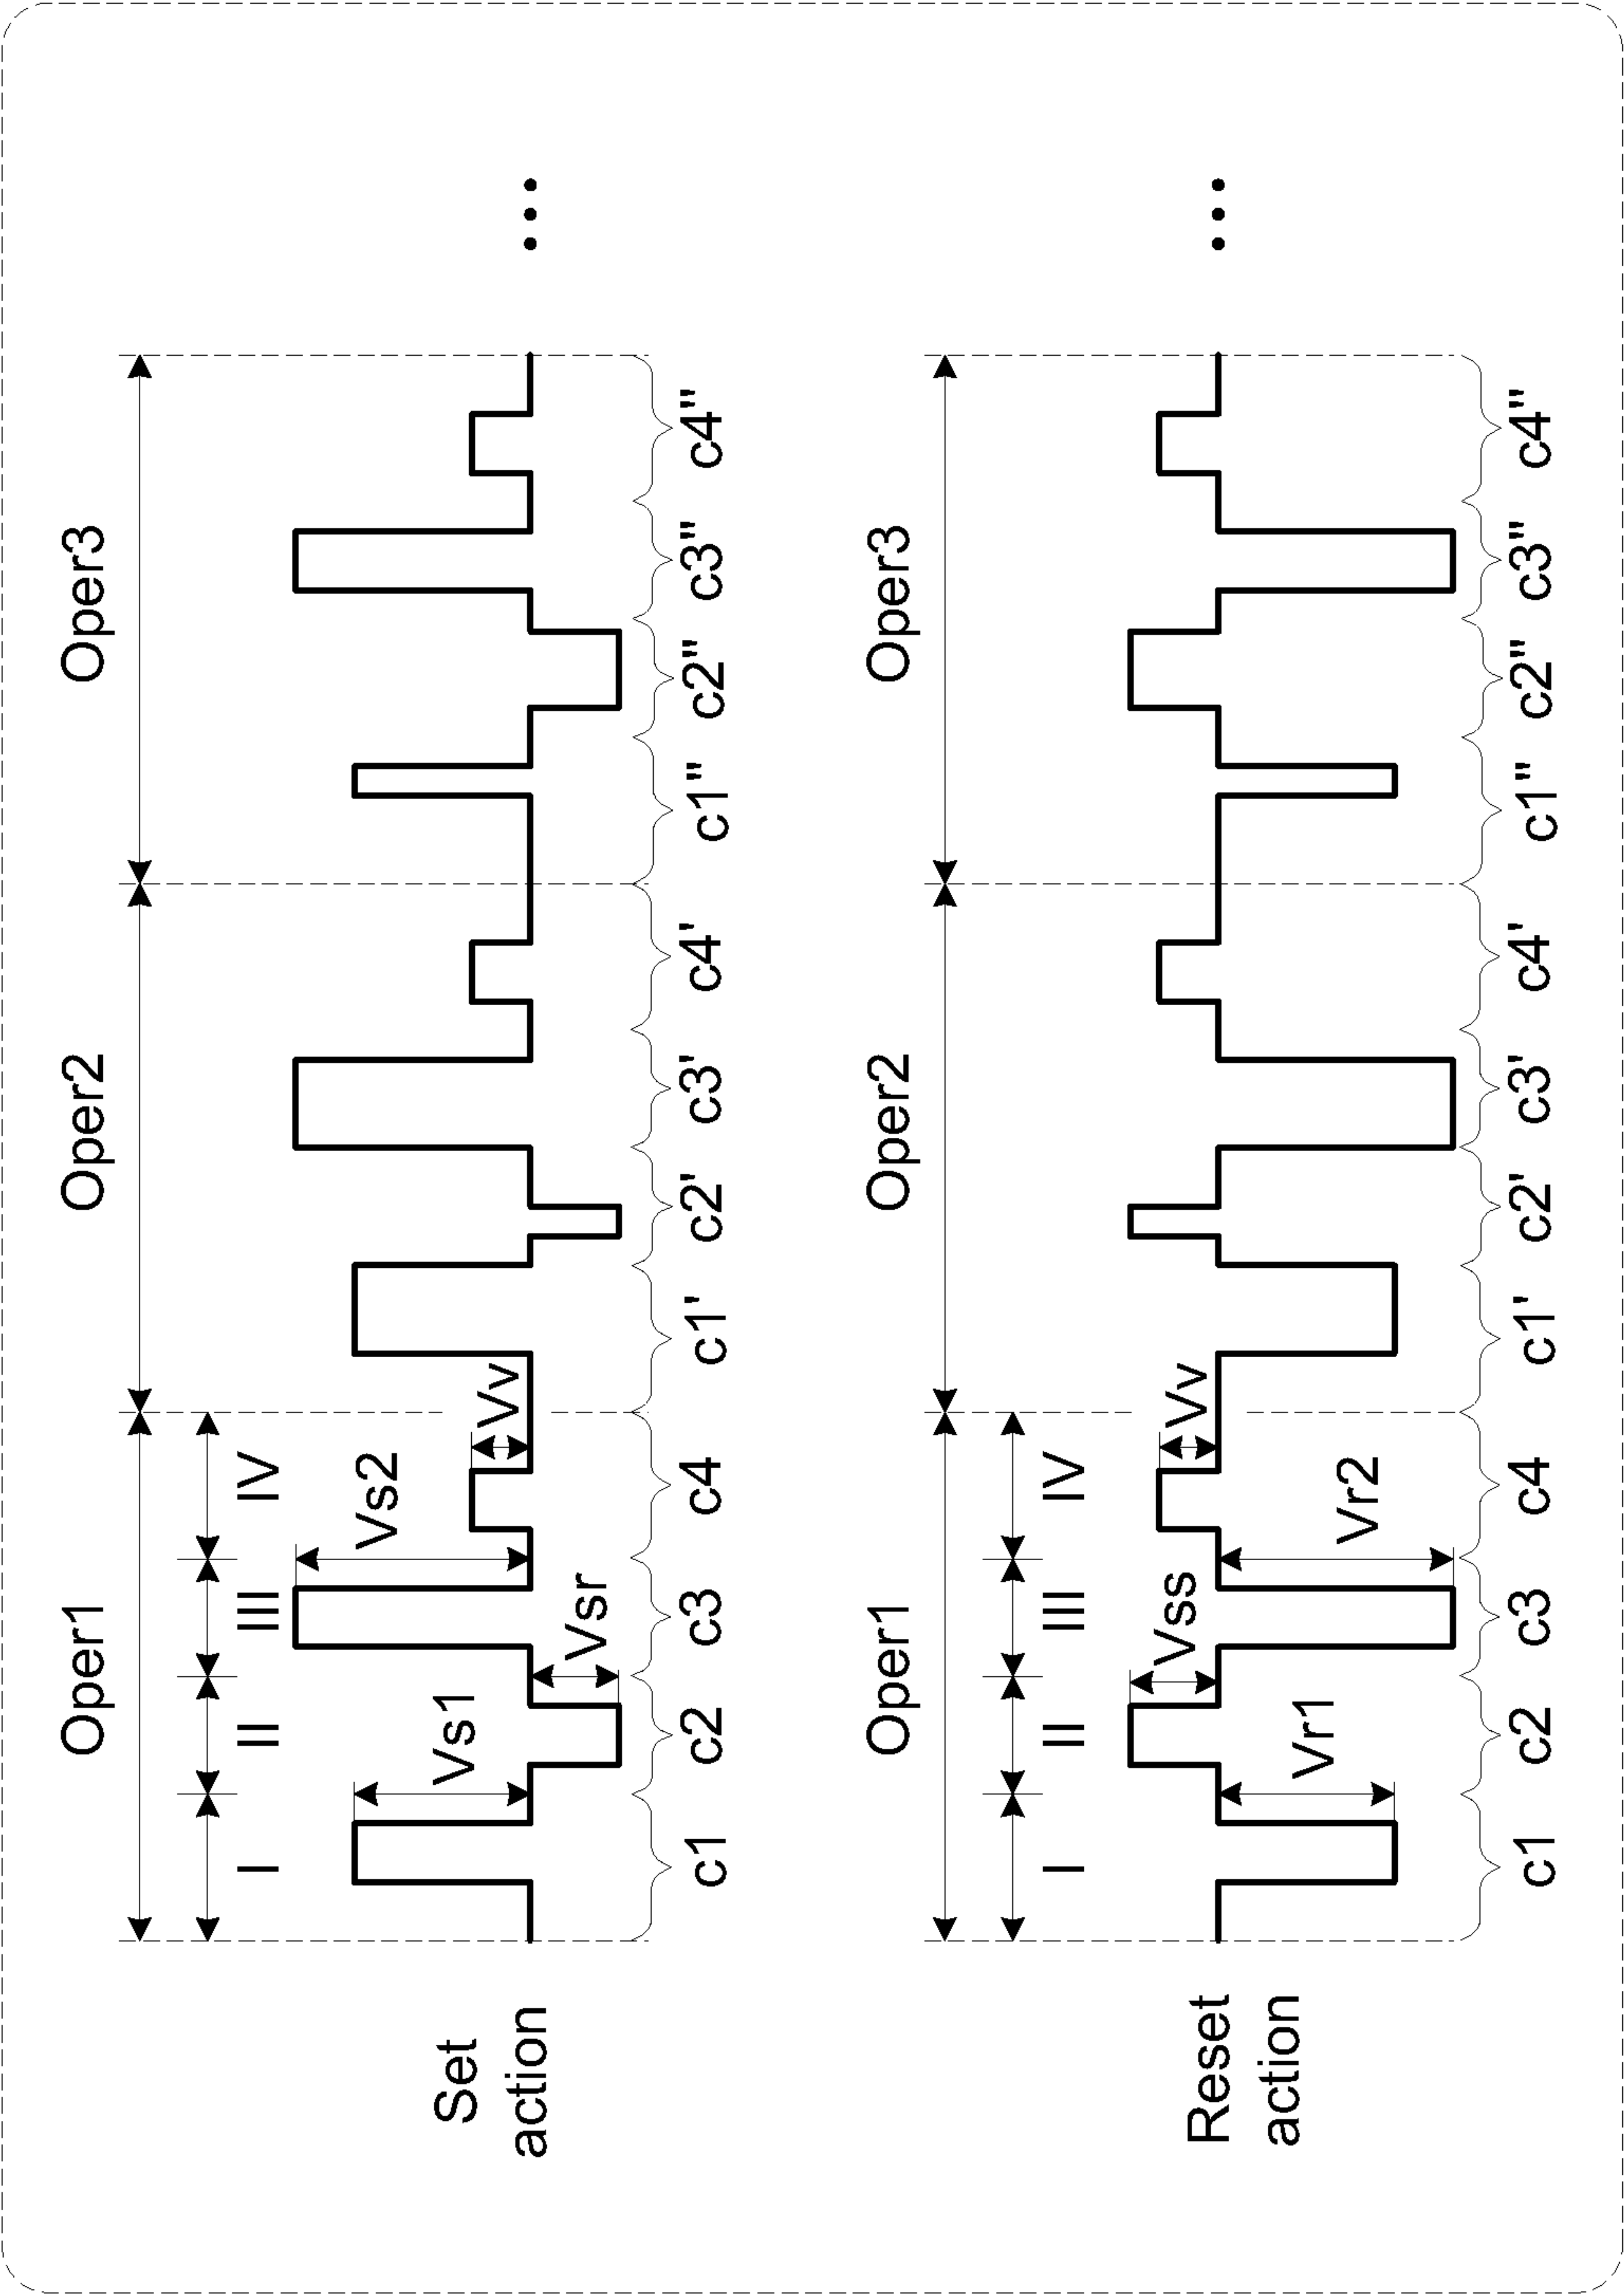 Oper1 Oper2 Oper3
I II III IV
Set action
Vs1 Vsr Vs2 Vv
c1 c2 c3 c4 c1' c2' c3' c4' c1" c2" c3" c4"
Oper1 Oper2 Oper3
I II III IV
Reset action
Vr1 Vss Vr2 Vv
c1 c2 c3 c4 c1' c2' c3' c4' c1" c2" c3" c4"